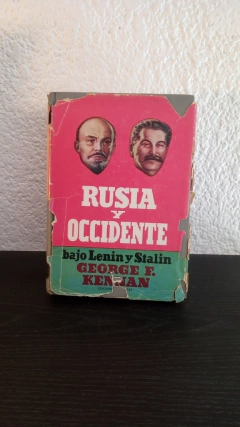 RUSIA
Y
OCCIDENTE
bajo Lenin y Stalin
GEORGE F.
KENNAN